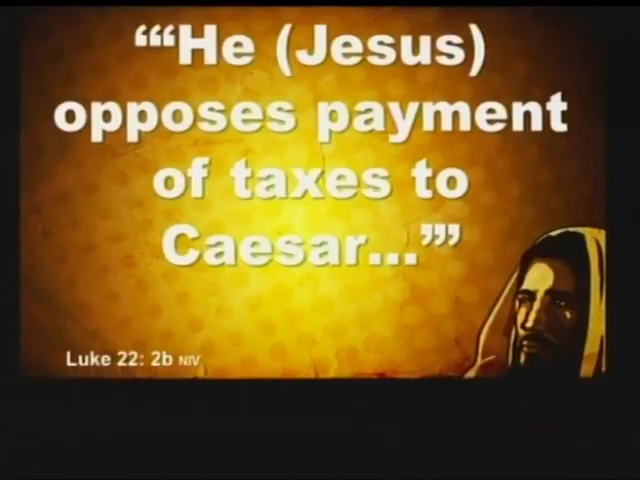 “‘“He (Jesus)
opposes payment
of taxes to
Caesar...”’”
Luke 22: 2b NIV